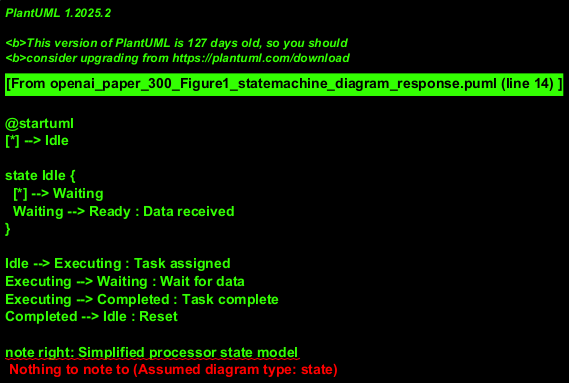 PlantUML 1.2025.2
<b>This version of PlantUML is 127 days old, so you should
<b>consider upgrading from https://plantuml.com/download
[From openai_paper_300_Figure1_statemachine_diagram_response.puml (line 14) ]
@startuml
[*] --> Idle
state Idle {
[*] --> Waiting
Waiting --> Ready : Data received
}
Idle --> Executing : Task assigned
Executing --> Waiting : Wait for data
Executing --> Completed : Task complete
Completed --> Idle : Reset
note right: Simplified processor state model
Nothing to note to (Assumed diagram type: state)